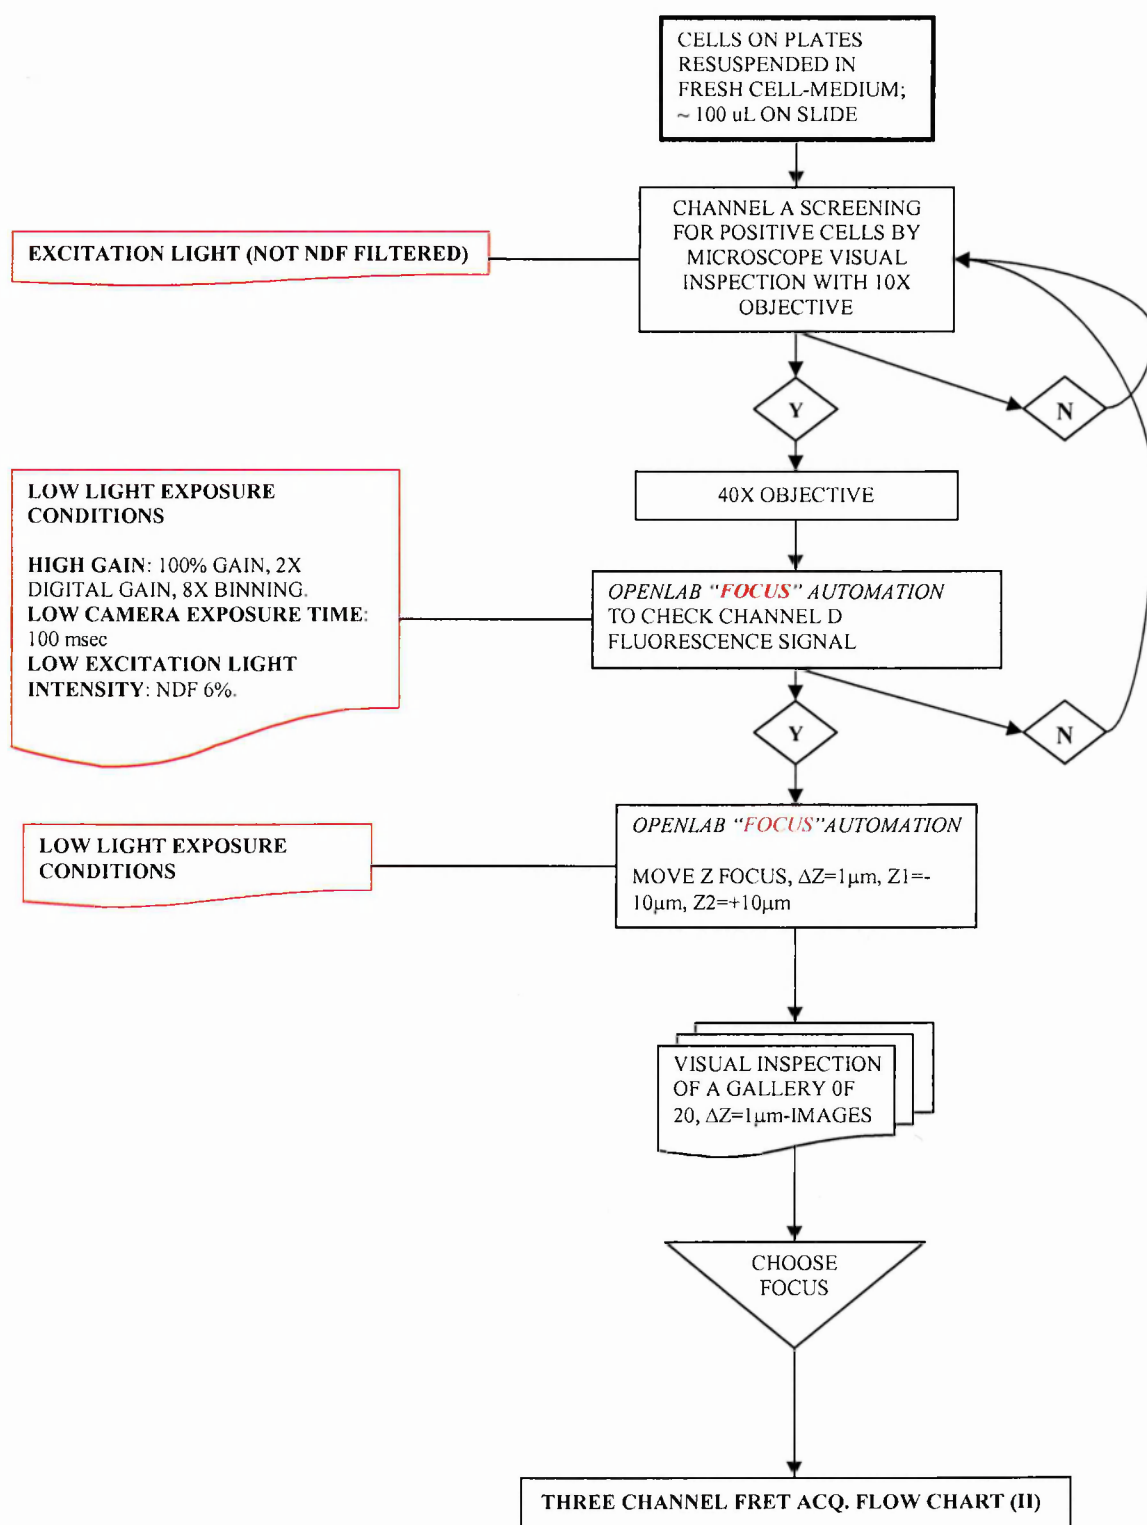 CELLS ON PLATES
RESUSPENDED IN
FRESH CELL-MEDIUM;
~ 100 uL ON SLIDE
CHANNEL A SCREENING
FOR POSITIVE CELLS BY
MICROSCOPE VISUAL
INSPECTION WITH 10X
OBJECTIVE
EXCITATION LIGHT (NOT NDF FILTERED)
Y
N
40X OBJECTIVE
LOW LIGHT EXPOSURE
CONDITIONS
HIGH GAIN: 100% GAIN, 2X
DIGITAL GAIN, 8X BINNING.
LOW CAMERA EXPOSURE TIME:
100 msec
LOW EXCITATION LIGHT
INTENSITY: NDF 6%.
OPENLAB "FOCUS" AUTOMATION
TO CHECK CHANNEL D
FLUORESCENCE SIGNAL
Y
N
LOW LIGHT EXPOSURE
CONDITIONS
OPENLAB "FOCUS"AUTOMATION
MOVE Z FOCUS, ΔZ=1µm, Z1=-
10µm, Z2=+10µm
VISUAL INSPECTION
OF A GALLERY 0F
20, ΔZ=1µm-IMAGES
CHOOSE
FOCUS
THREE CHANNEL FRET ACQ. FLOW CHART (II)